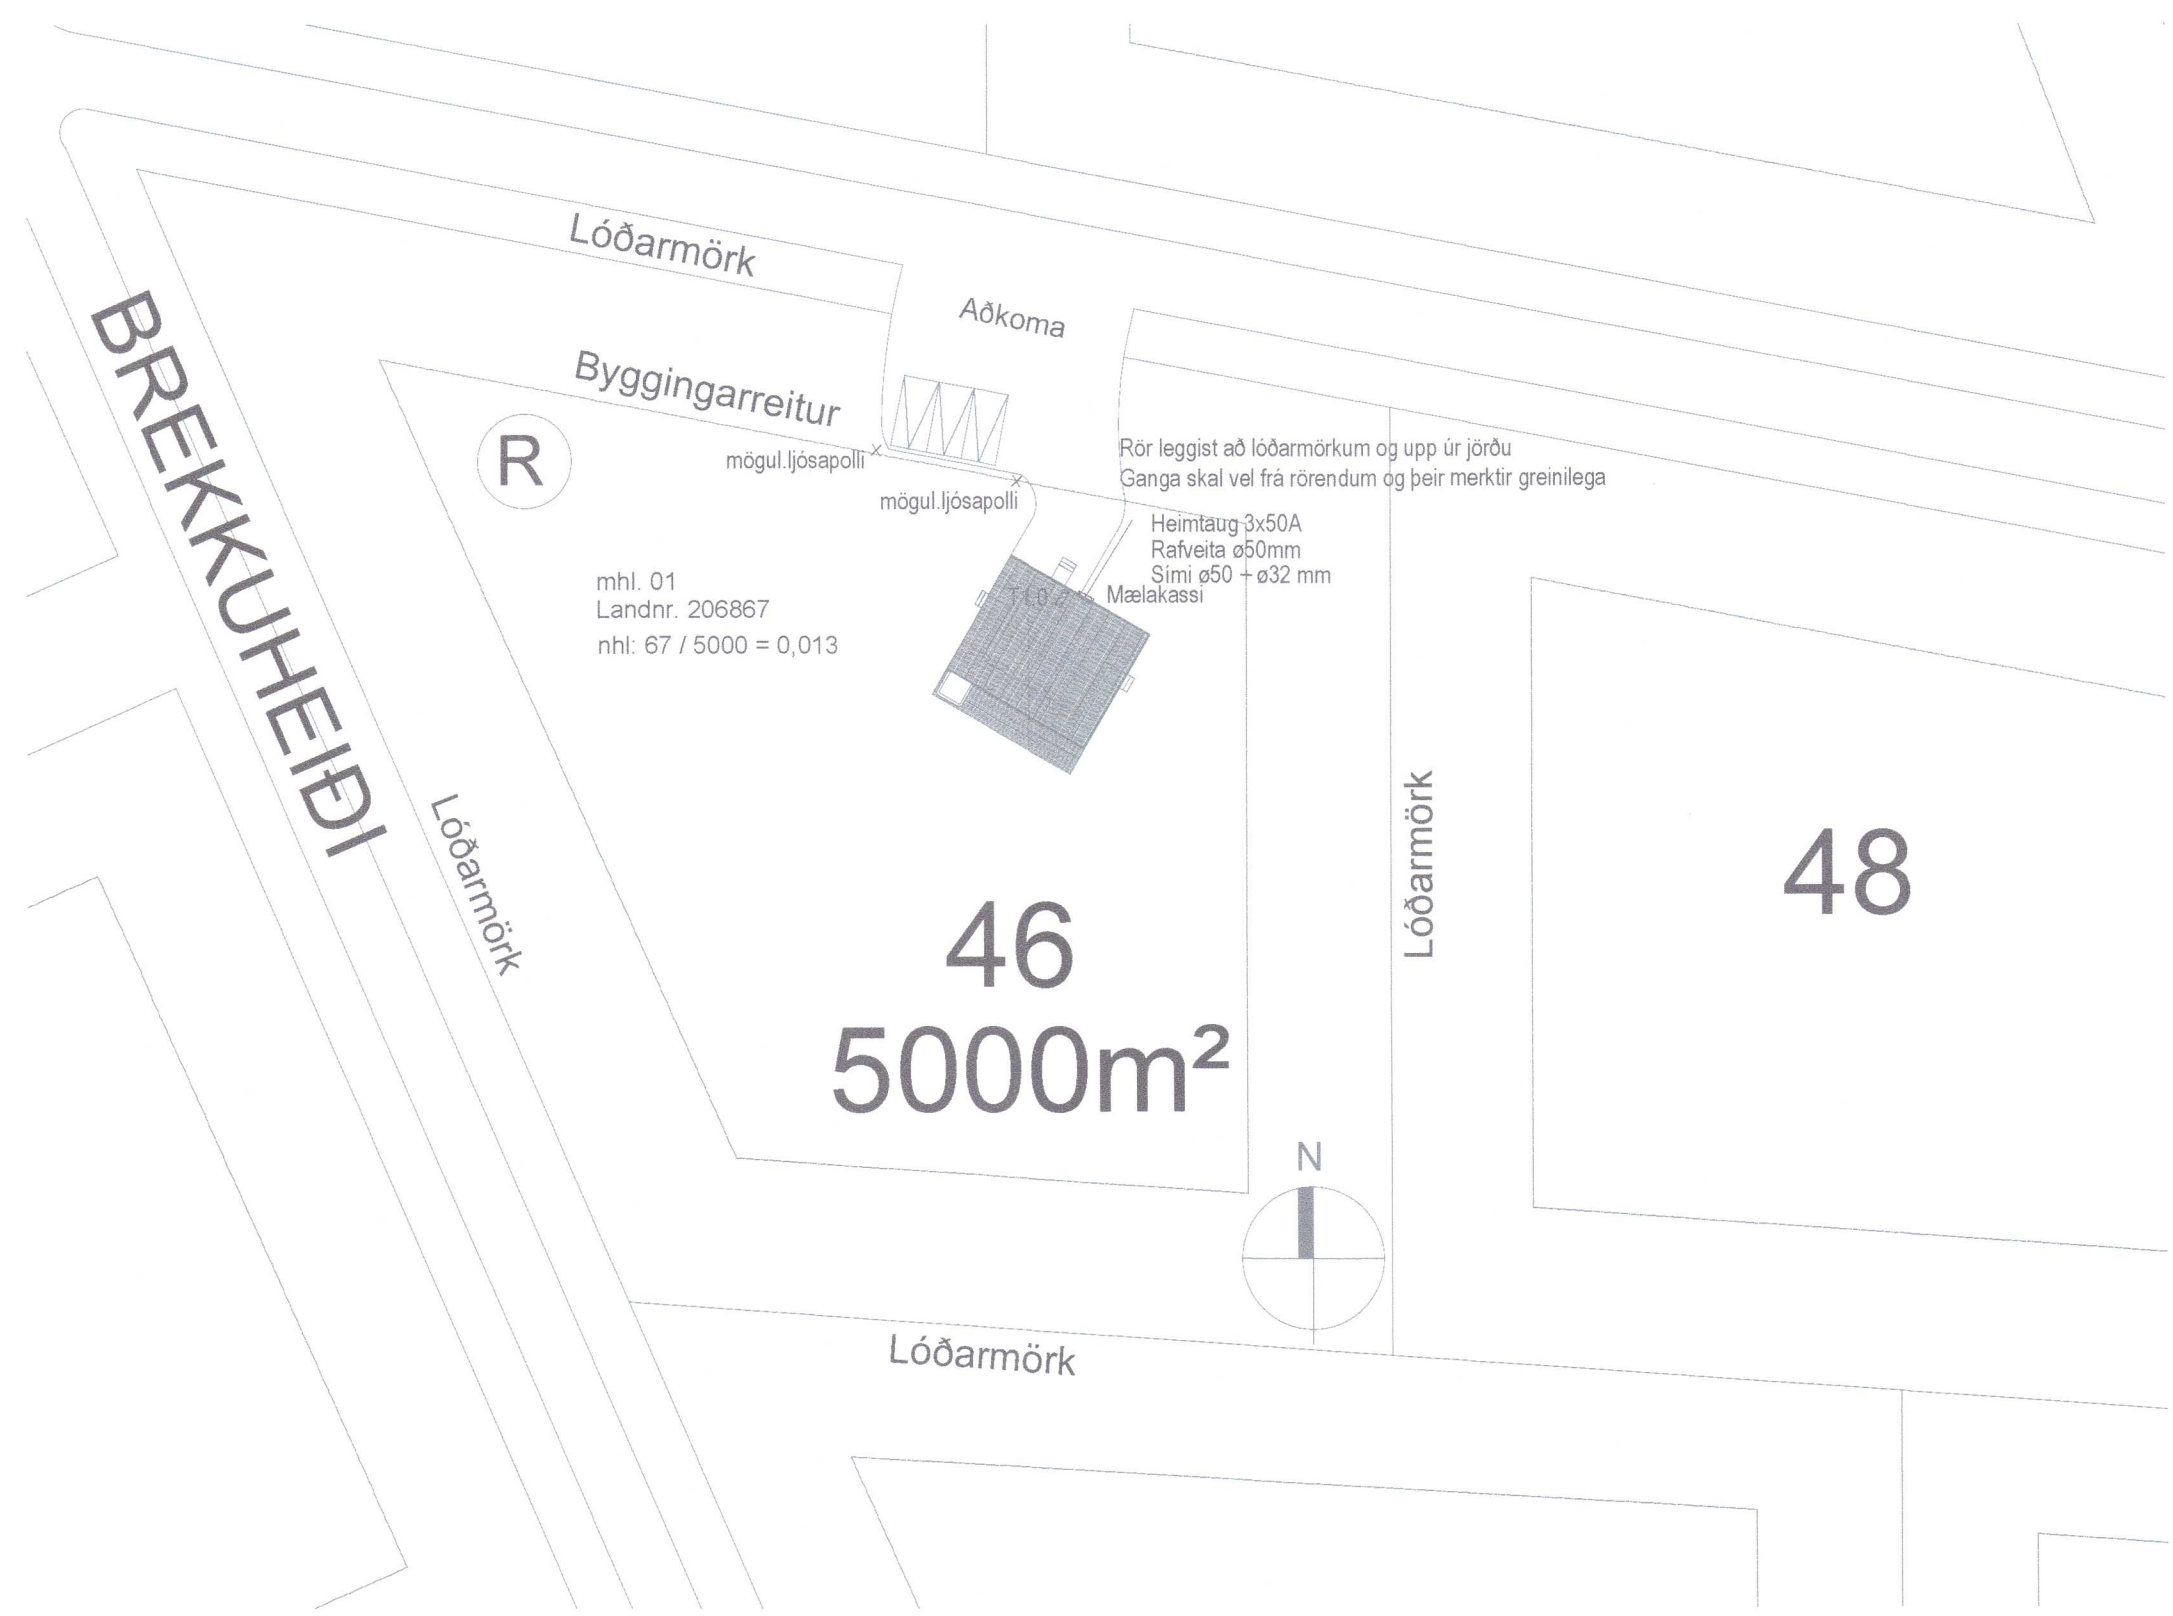 Lóðarmörk
Aðkoma
BREKKUHEIÐI
Byggingarreitur
R
mögul.ljósapolli
mögul.ljósapolli
Rör leggist að lóðarmörkum og upp úr jörðu
Ganga skal vel frá rörendum og þeir merktir greinilega
Heimtaug 3x50A
Rafveita ø50mm
Sími ø50 + ø32 mm
Mælakassi
mhl. 01
Landnr. 206867
nhl: 67 / 5000 = 0,013
Lóðarmörk
Lóðarmörk
46
5000m²
48
N
Lóðarmörk